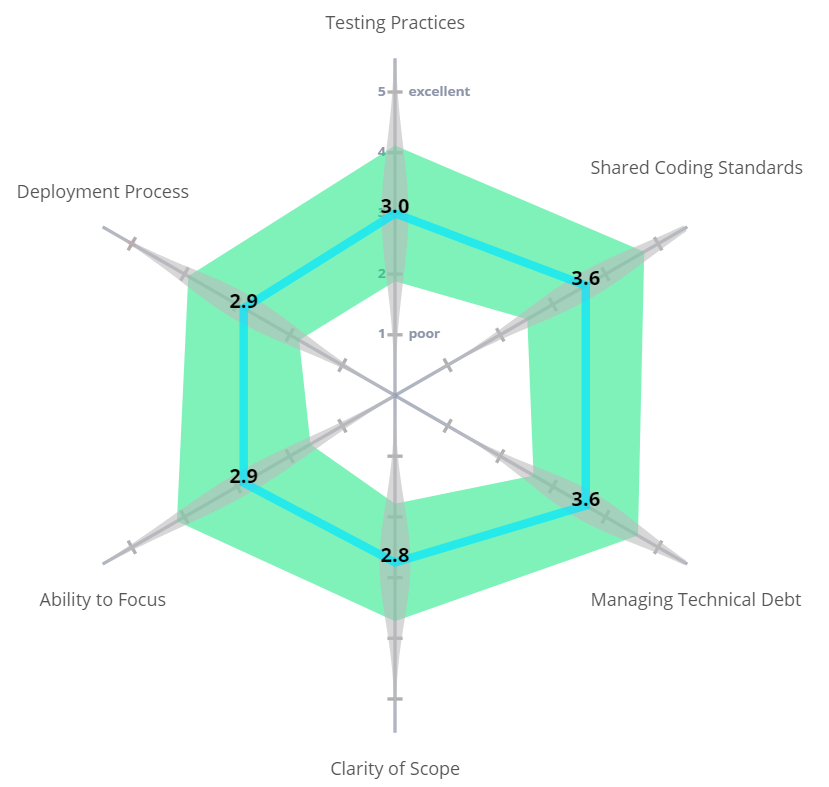 Testing Practices
5 excellent
4
Shared Coding Standards
Deployment Process
3.0
3.6
2
2.9
1 poor
2.9
3.6
2.8
Ability to Focus
Managing Technical Debt
Clarity of Scope